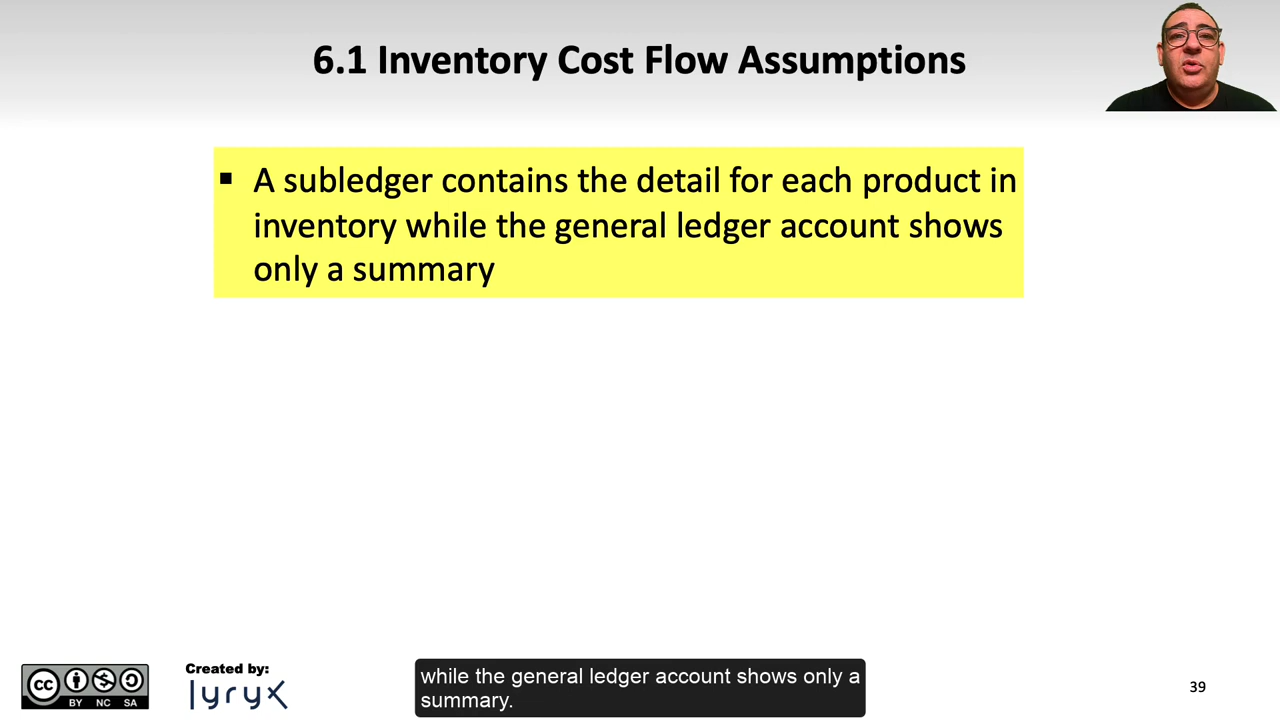 6.1 Inventory Cost Flow Assumptions
▪ A subledger contains the detail for each product in
inventory while the general ledger account shows
only a summary
cc
BY NC SA
Created by:
lyryx
while the general ledger account shows only a
summary.
39